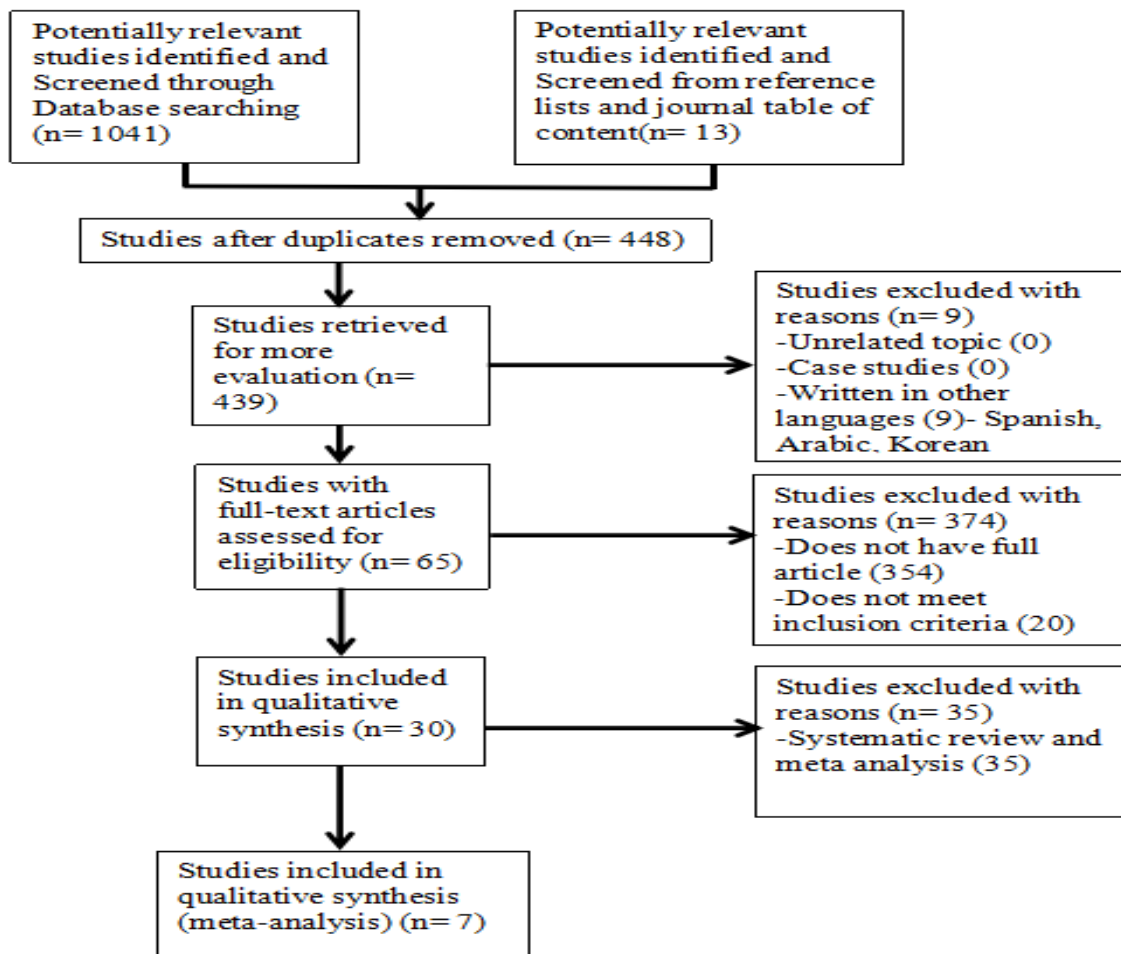 Potentially relevant
studies identified and
Screened through
Database searching
(n= 1041)
Potentially relevant
studies identified and
Screened from reference
lists and journal table of
content(n= 13)
Studies after duplicates removed (n= 448)
Studies retrieved
for more
evaluation (n=
439)
Studies excluded with
reasons (n= 9)
-Unrelated topic (0)
-Case studies (0)
-Written in other
languages (9)- Spanish,
Arabic, Korean
Studies with
full-text articles
assessed for
eligibility (n= 65)
Studies excluded with
reasons (n= 374)
-Does not have full
article (354)
-Does not meet
inclusion criteria (20)
Studies included
in qualitative
synthesis (n= 30)
Studies excluded with
reasons (n= 35)
-Systematic review and
meta analysis (35)
Studies included in
qualitative synthesis
(meta-analysis) (n= 7)